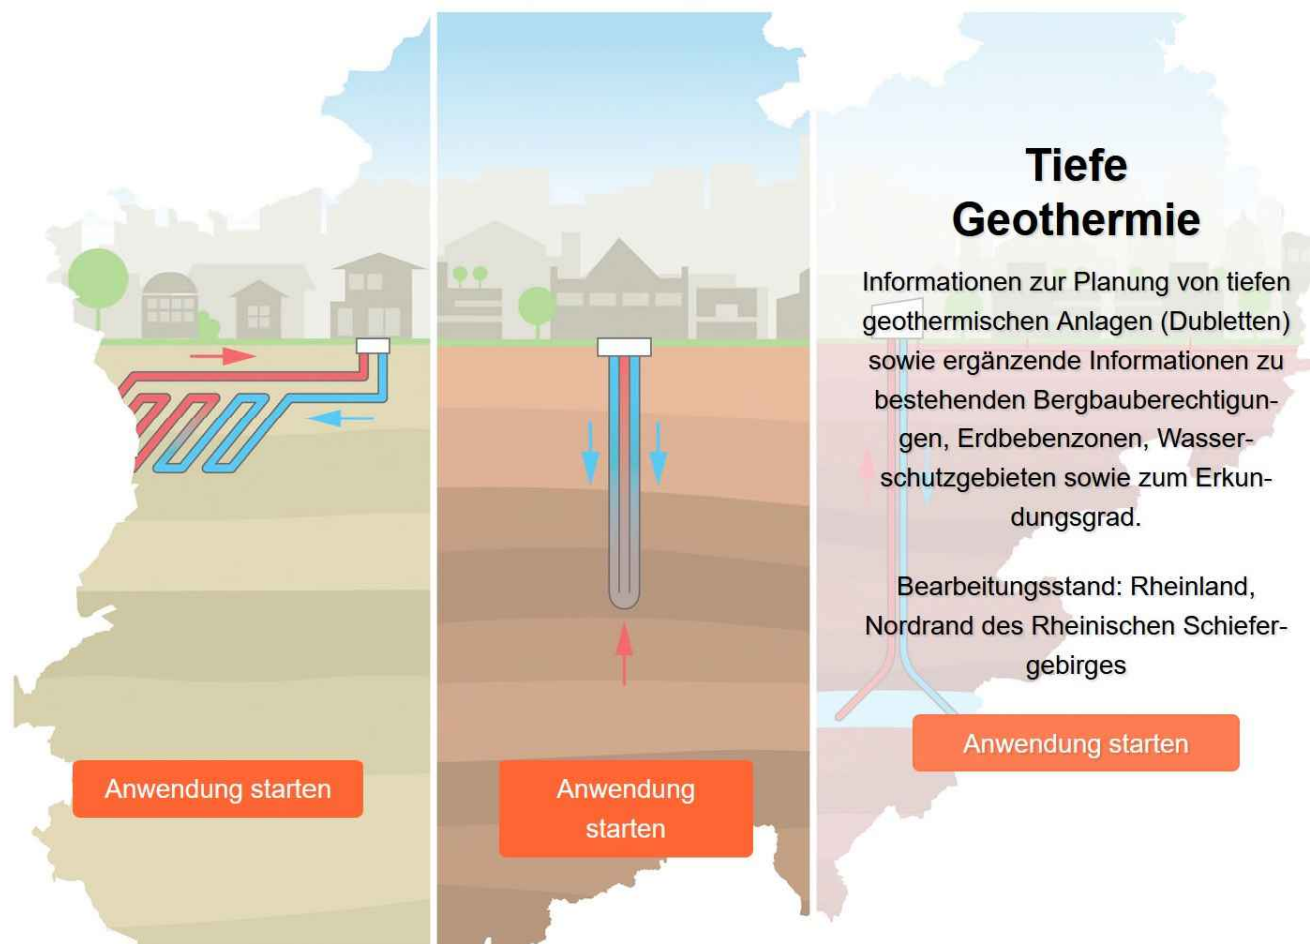 Tiefe
Geothermie
Informationen zur Planung von tiefen
geothermischen Anlagen (Dubletten)
sowie ergänzende Informationen zu
bestehenden Bergbauberechtigun-
gen, Erdbebenzonen, Wasser-
schutzgebieten sowie zum Erkun-
dungsgrad.
Bearbeitungsstand: Rheinland,
Nordrand des Rheinischen Schiefer-
gebirges
Anwendung starten
Anwendung
starten
Anwendung starten